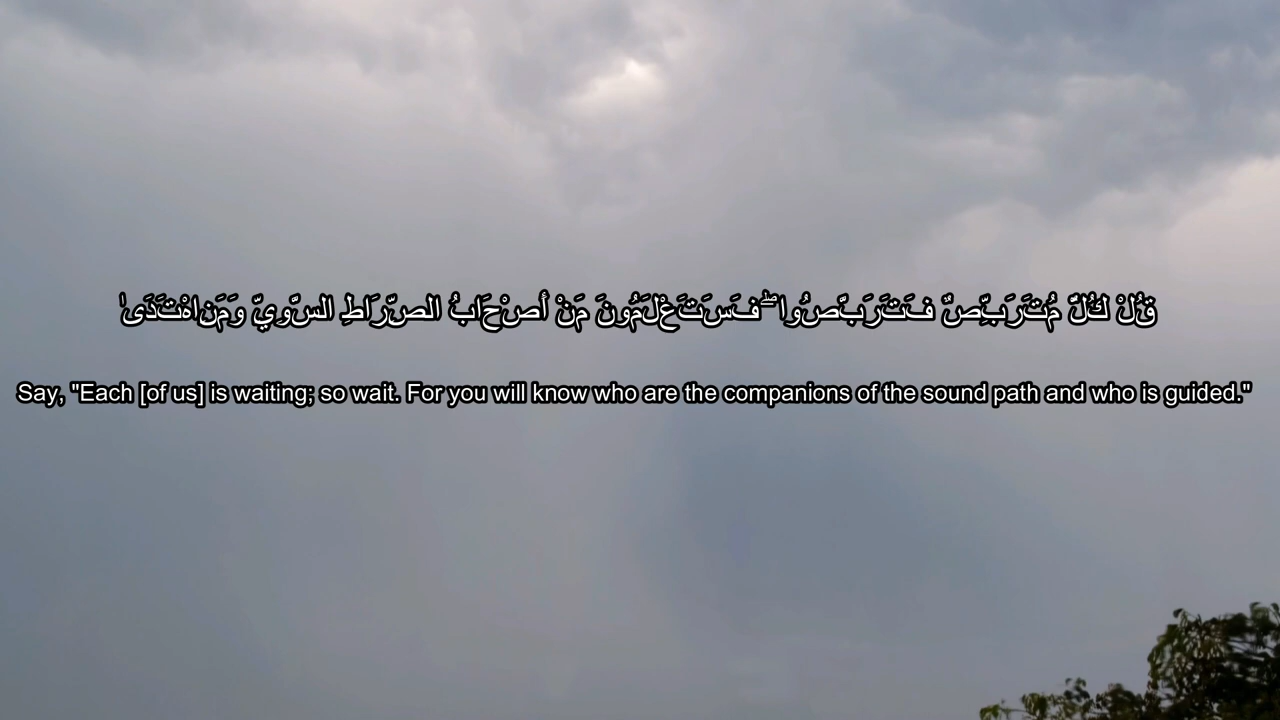 قُلْ كُلٌّ مُتَرَبِّصٌ فَتَرَبَّصُوا ۖ فَسَتَعْلَمُونَ مَنْ أَصْحَابُ الصِّرَاطِ السَّوِيِّ وَمَنِ اهْتَدَىٰ
Say, "Each [of us] is waiting; so wait. For you will know who are the companions of the sound path and who is guided."